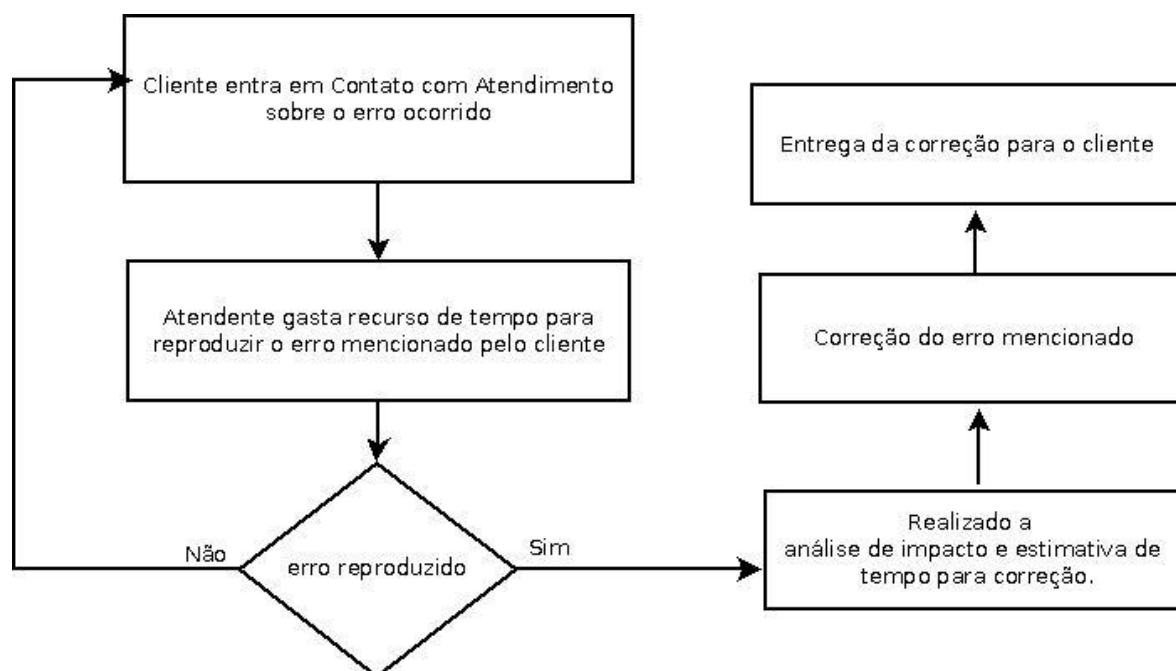 Cliente entra em Contato com Atendimento
sobre o erro ocorrido
Atendente gasta recurso de tempo para
reproduzir o erro mencionado pelo cliente
erro reproduzido
Não
Sim
Realizado a
análise de impacto e estimativa de
tempo para correção.
Correção do erro mencionado
Entrega da correção para o cliente